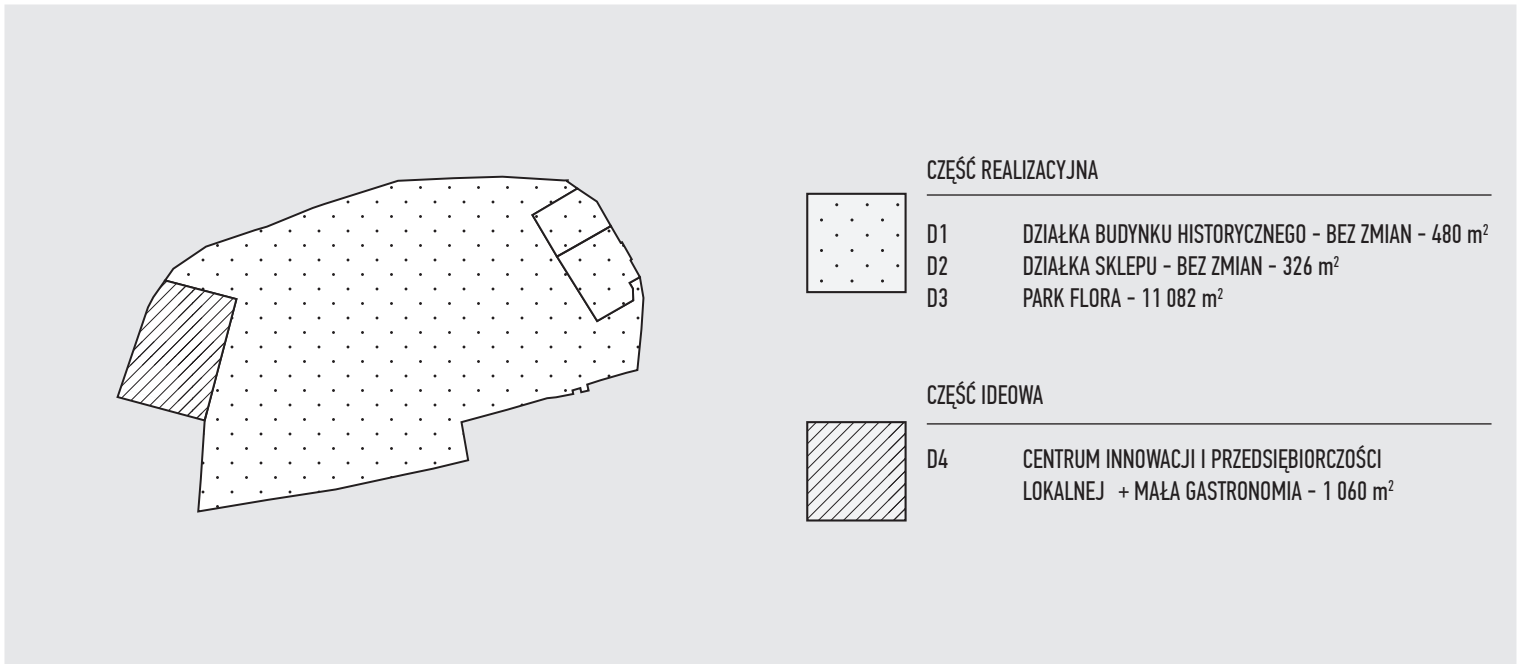 CZĘŚĆ REALIZACYJNA
D1 DZIAŁKA BUDYNKU HISTORYCZNEGO - BEZ ZMIAN - 480 m²
D2 DZIAŁKA SKLEPU - BEZ ZMIAN - 326 m²
D3 PARK FLORA - 11 082 m²
CZĘŚĆ IDEOWA
D4 CENTRUM INNOWACJI I PRZEDSIĘBIORCZOŚCI
LOKALNEJ + MAŁA GASTRONOMIA - 1 060 m²